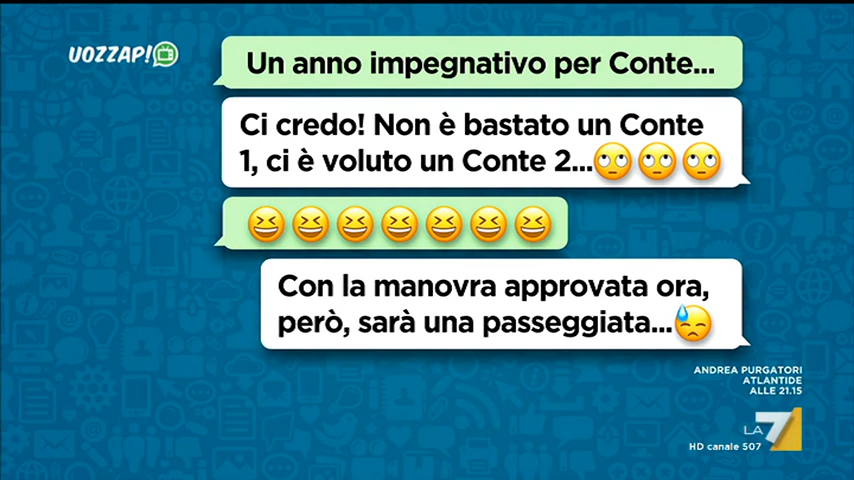 UOZZAP!
Un anno impegnativo per Conte...
Ci credo! Non è bastato un Conte
1, ci è voluto un Conte 2...🙄🙄🙄
😆😆😆😆😆😆😆
Con la manovra approvata ora,
però, sarà una passeggiata...😓
ANDREA PURGATORI
ATLANTIDE
ALLE 21.15
LA7
HD canale 507